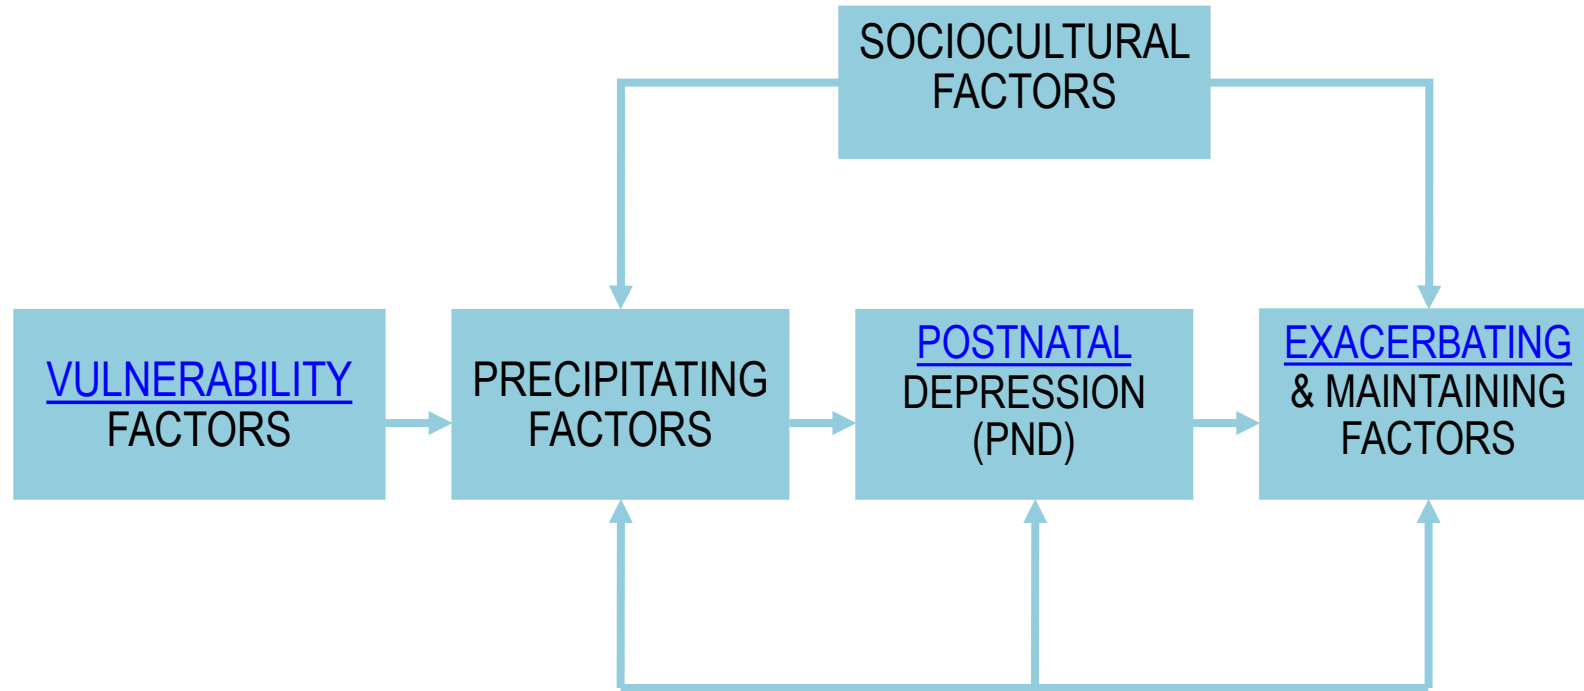 SOCIOCULTURAL
FACTORS
VULNERABILITY
FACTORS
PRECIPITATING
FACTORS
POSTNATAL
DEPRESSION
(PND)
EXACERBATING
& MAINTAINING
FACTORS